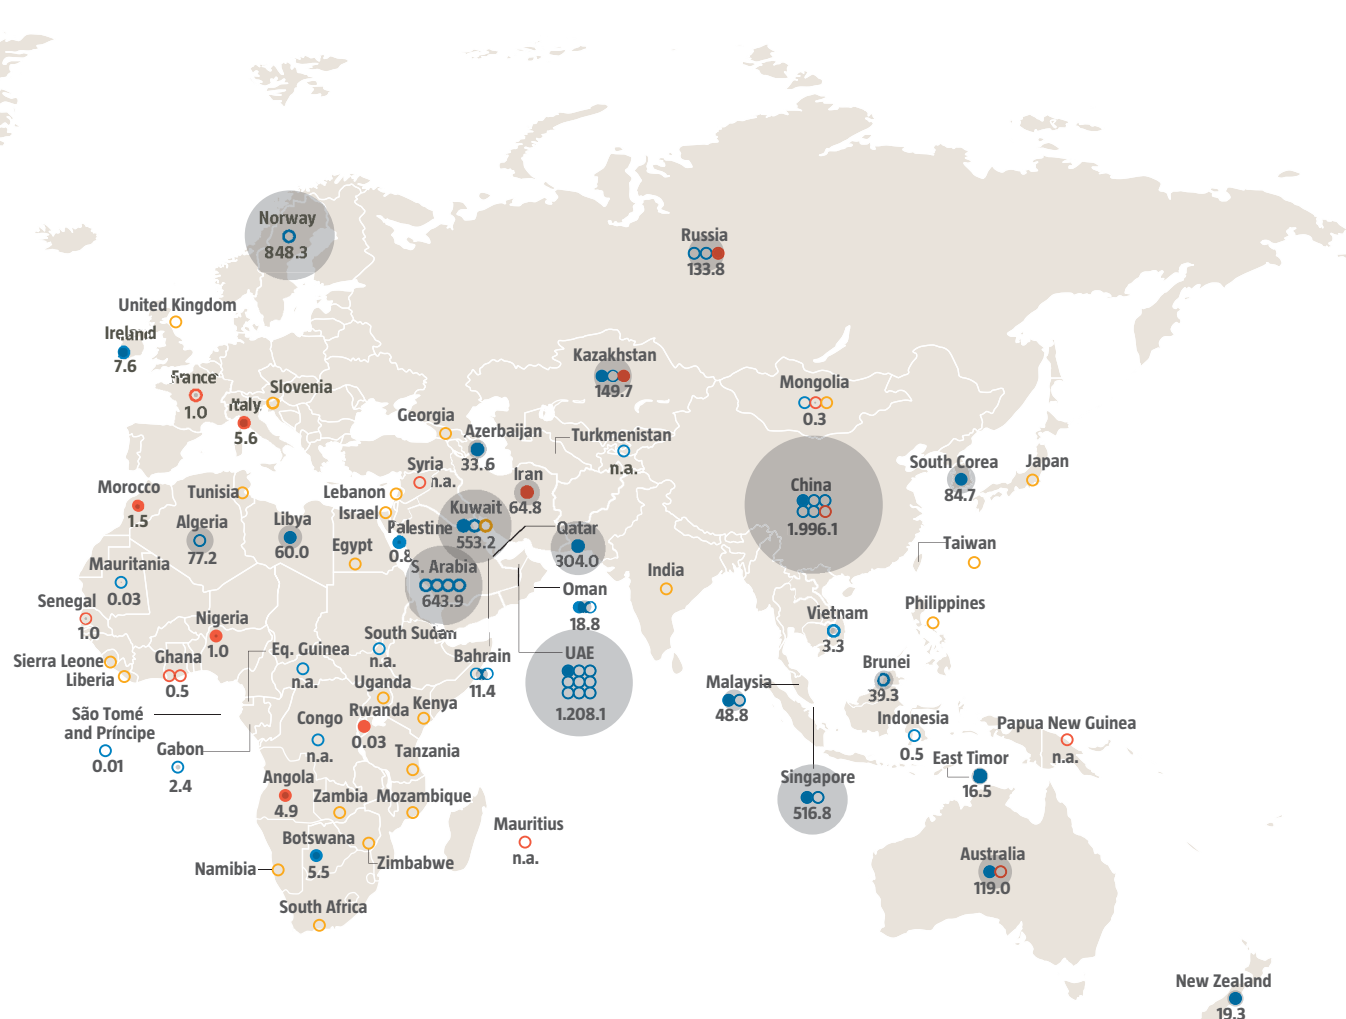 Norway
848.3
Russia
133.8
United Kingdom
Ireland
7.6
Kazakhstan
149.7
France
1.0
Slovenia
Italy
5.6
Mongolia
0.3
Georgia
Azerbaijan
33.6
Turkmenistan
n.a.
Syria
n.a.
Iran
64.8
South Corea
84.7
Japan
Morocco
1.5
Tunisia
Lebanon
Israel
China
1.996.1
Algeria
77.2
Libya
60.0
Kuwait
553.2
Palestine
0.8
Qatar
304.0
Egypt
Taiwan
Mauritania
0.03
S. Arabia
643.9
India
Oman
18.8
Senegal
1.0
Philippines
Nigeria
1.0
Vietnam
3.3
South Sudan
n.a.
Eq. Guinea
n.a.
Sierra Leone
Liberia
Ghana
0.5
Bahrain
11.4
UAE
1.208.1
Brunei
39.3
Malaysia
48.8
Uganda
Rwanda
0.03
Kenya
São Tomé
and Príncipe
0.01
Congo
n.a.
Indonesia
0.5
Papua New Guinea
n.a.
Gabon
2.4
Tanzania
East Timor
16.5
Angola
4.9
Zambia
Mozambique
Singapore
516.8
Mauritius
n.a.
Botswana
5.5
Zimbabwe
Namibia
Australia
119.0
South Africa
New Zealand
19.3